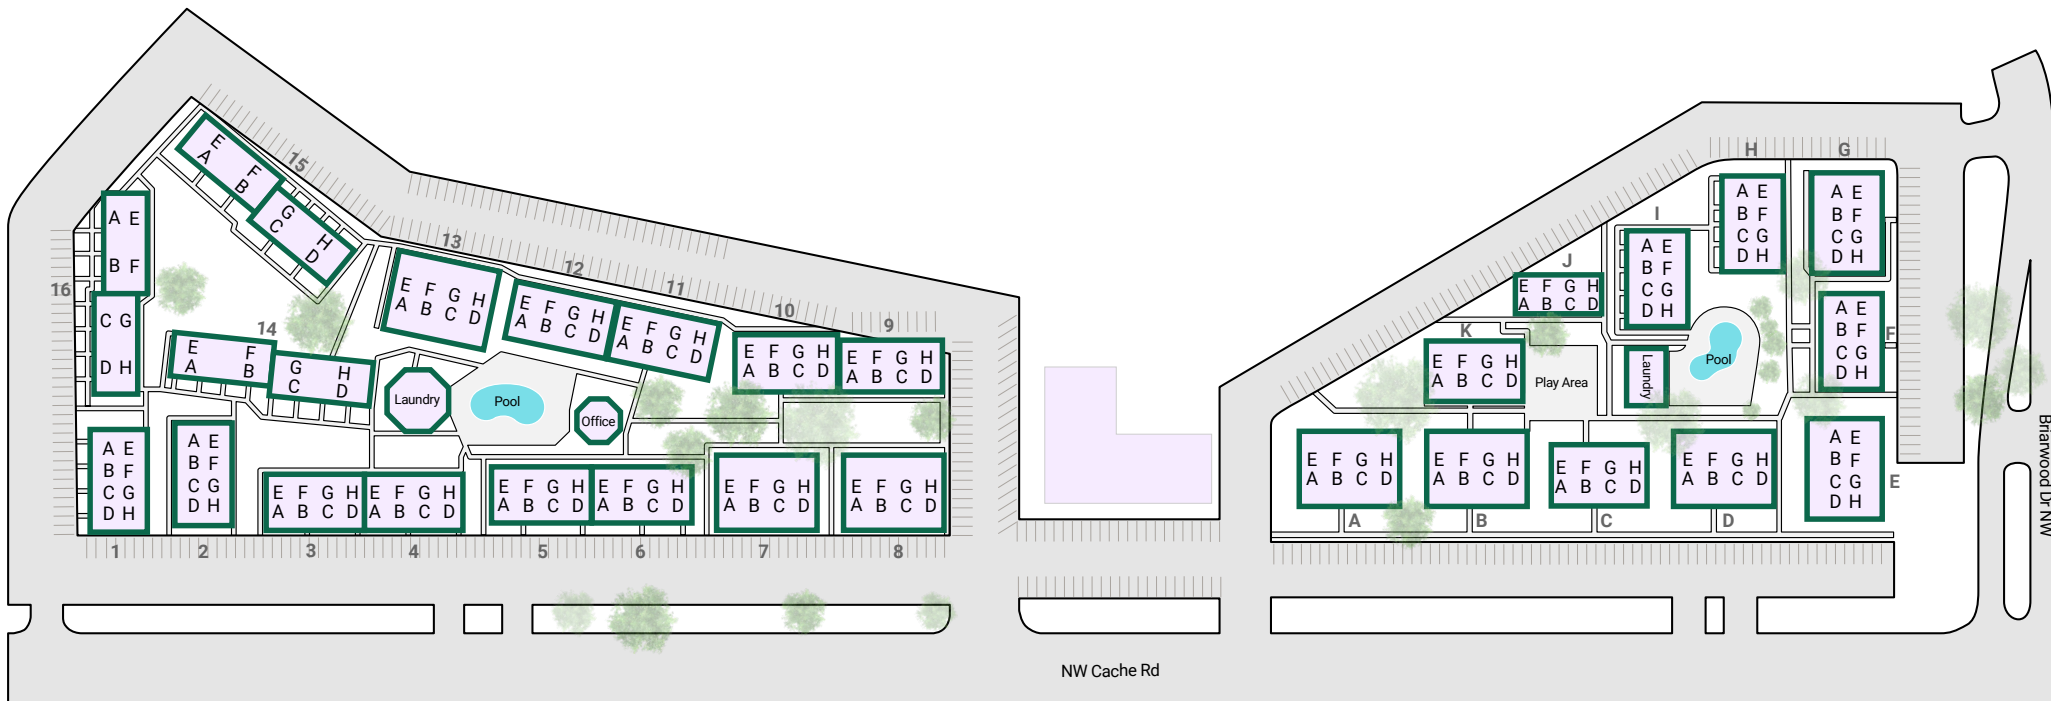 15
E
A
F
B
G
C
H
D
16
A E
B F
C G
D H
14
E F
A B
G H
C D
13
E F G H
A B C D
12
E F G H
A B C D
11
E F G H
A B C D
10
E F G H
A B C D
9
E F G H
A B C D
Laundry
Pool
Office
A E
B F
C G
D H
1
A E
B F
C G
D H
2
E F G H
A B C D
3
E F G H
A B C D
4
E F G H
A B C D
5
E F G H
A B C D
6
E F G H
A B C D
7
E F G H
A B C D
8
NW Cache Rd
H
A E
B F
C G
D H
G
A E
B F
C G
D H
I
A E
B F
C G
D H
J
E F G H
A B C D
K
E F G H
A B C D
Play Area
Laundry
Pool
A E
B F
C G
D H
F
E F G H
A B C D
A
E F G H
A B C D
B
E F G H
A B C D
C
E F G H
A B C D
D
A E
B F
C G
D H
E
Briarwood Dr NW